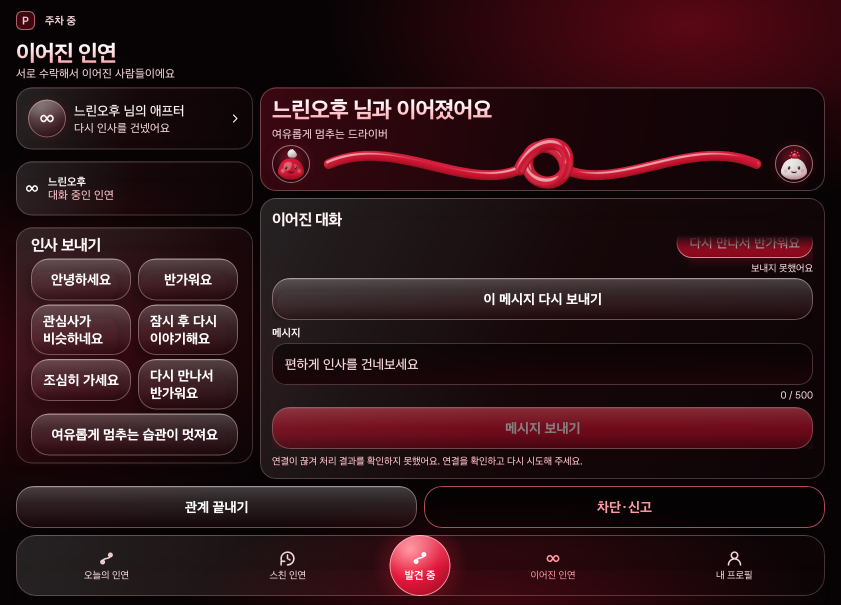 P 주차 중
이어진 인연
서로 수락해서 이어진 사람들이에요
느린오후 님의 애프터
다시 인사를 건넸어요
느린오후
대화 중인 인연
인사 보내기
안녕하세요
반가워요
관심사가
비슷하네요
잠시 후 다시
이야기해요
조심히 가세요
다시 만나서
반가워요
여유롭게 멈추는 습관이 멋져요
느린오후 님과 이어졌어요
여유롭게 멈추는 드라이버
이어진 대화
다시 만나서 반가워요
보내지 못했어요
이 메시지 다시 보내기
메시지
편하게 인사를 건네보세요
0 / 500
메시지 보내기
연결이 끊겨 처리 결과를 확인하지 못했어요. 연결을 확인하고 다시 시도해 주세요.
관계 끝내기
차단·신고
오늘의 인연
스친 인연
발견 중
이어진 인연
내 프로필